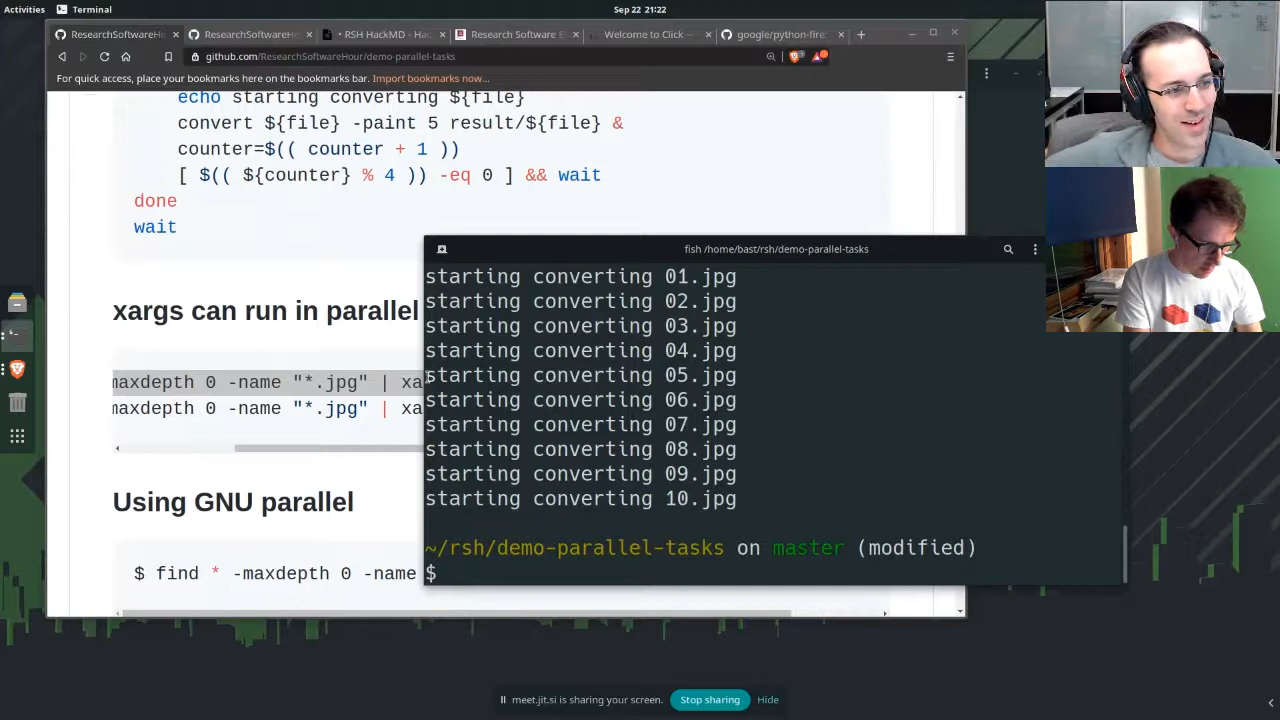 Activities
Terminal
Sep 22 21:22
ResearchSoftwareHo
ResearchSoftwareHo
• RSH HackMD - Ha
Research Software E
Welcome to Click —
google/python-fire:
github.com/ResearchSoftwareHour/demo-parallel-tasks
For quick access, place your bookmarks here on the bookmarks bar. Import bookmarks now...
echo starting converting ${file}
convert ${file} -paint 5 result/${file} &
counter=$(( counter + 1 ))
[ $(( ${counter} % 4 )) -eq 0 ] && wait
done
wait
xargs can run in parallel
maxdepth 0 -name "*.jpg" | xa
maxdepth 0 -name "*.jpg" | xa
Using GNU parallel
$ find * -maxdepth 0 -name
fish /home/bast/rsh/demo-parallel-tasks
starting converting 01.jpg
starting converting 02.jpg
starting converting 03.jpg
starting converting 04.jpg
starting converting 05.jpg
starting converting 06.jpg
starting converting 07.jpg
starting converting 08.jpg
starting converting 09.jpg
starting converting 10.jpg
~/rsh/demo-parallel-tasks on master (modified)
$
meet.jit.si is sharing your screen.
Stop sharing
Hide